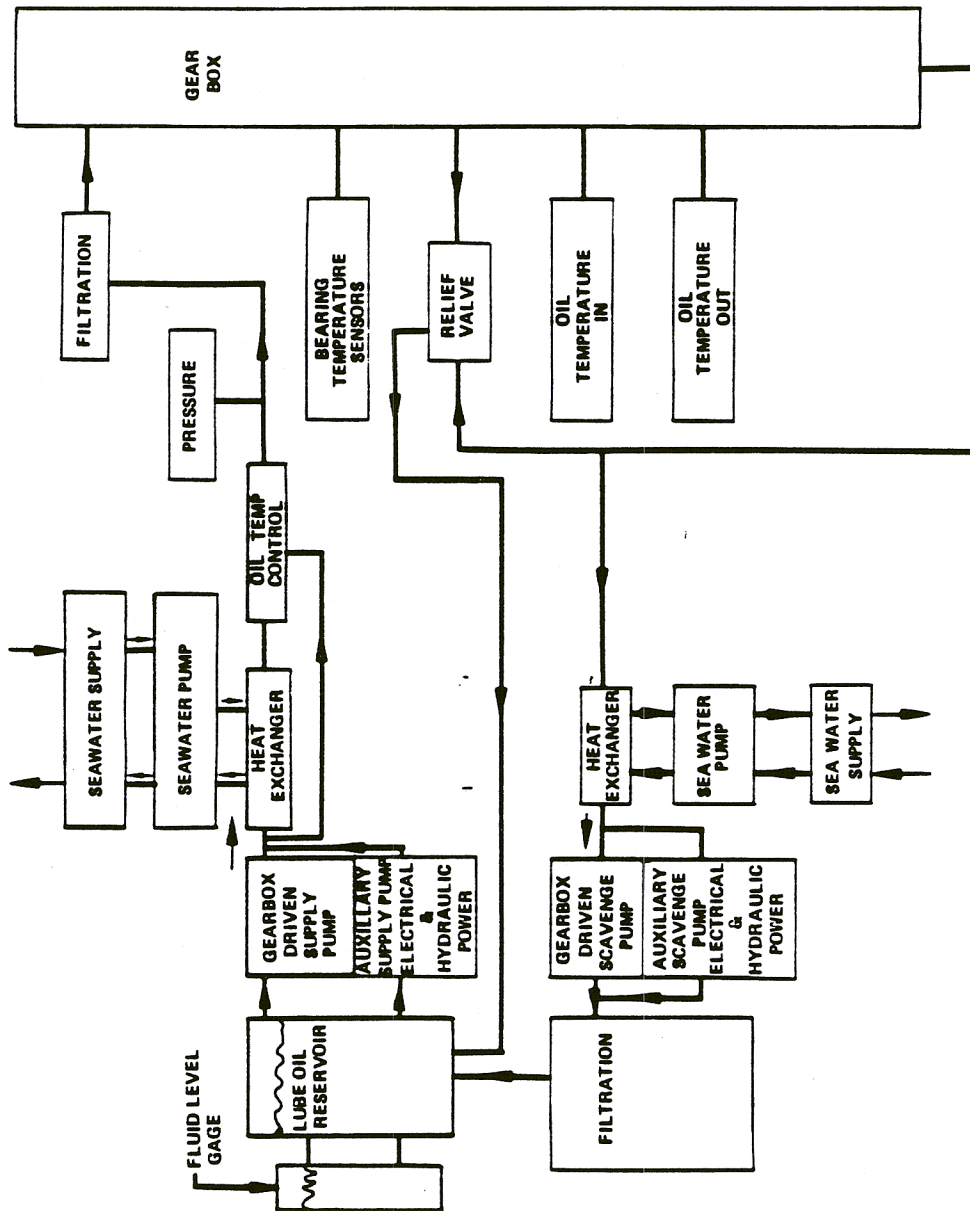 GEAR
BOX
FILTRATION
PRESSURE
BEARING
TEMPERATURE
SENSORS
RELIEF
VALVE
OIL
TEMPERATURE
IN
OIL
TEMPERATURE
OUT
SEAWATER SUPPLY
SEAWATER PUMP
HEAT
EXCHANGER
OIL TEMP
CONTROL
HEAT
EXCHANGER
SEA WATER
PUMP
SEA WATER
SUPPLY
GEARBOX
DRIVEN
SUPPLY
PUMP
AUXILLARY
SUPPLY PUMP
ELECTRICAL
&
HYDRAULIC
POWER
GEARBOX
DRIVEN
SCAVENGE
PUMP
AUXILIARY
SCAVENGE
PUMP
ELECTRICAL
&
HYDRAULIC
POWER
FLUID LEVEL
GAGE
LUBE OIL
RESERVOIR
FILTRATION